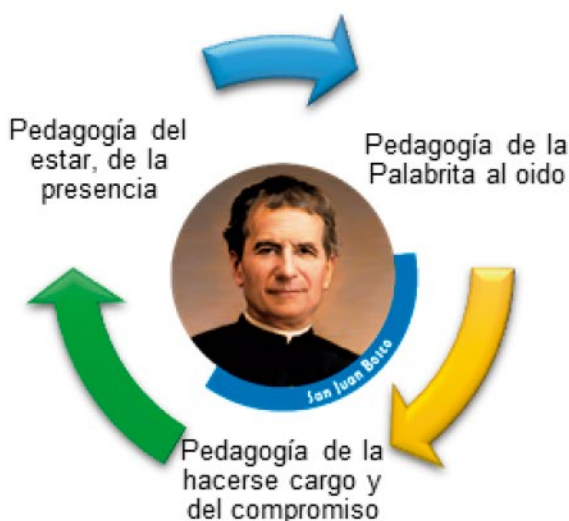 Pedagogía del
estar, de la
presencia
Pedagogía de la
Palabrita al oido
San Juan Bosco
Pedagogía de la
hacerse cargo y
del compromiso